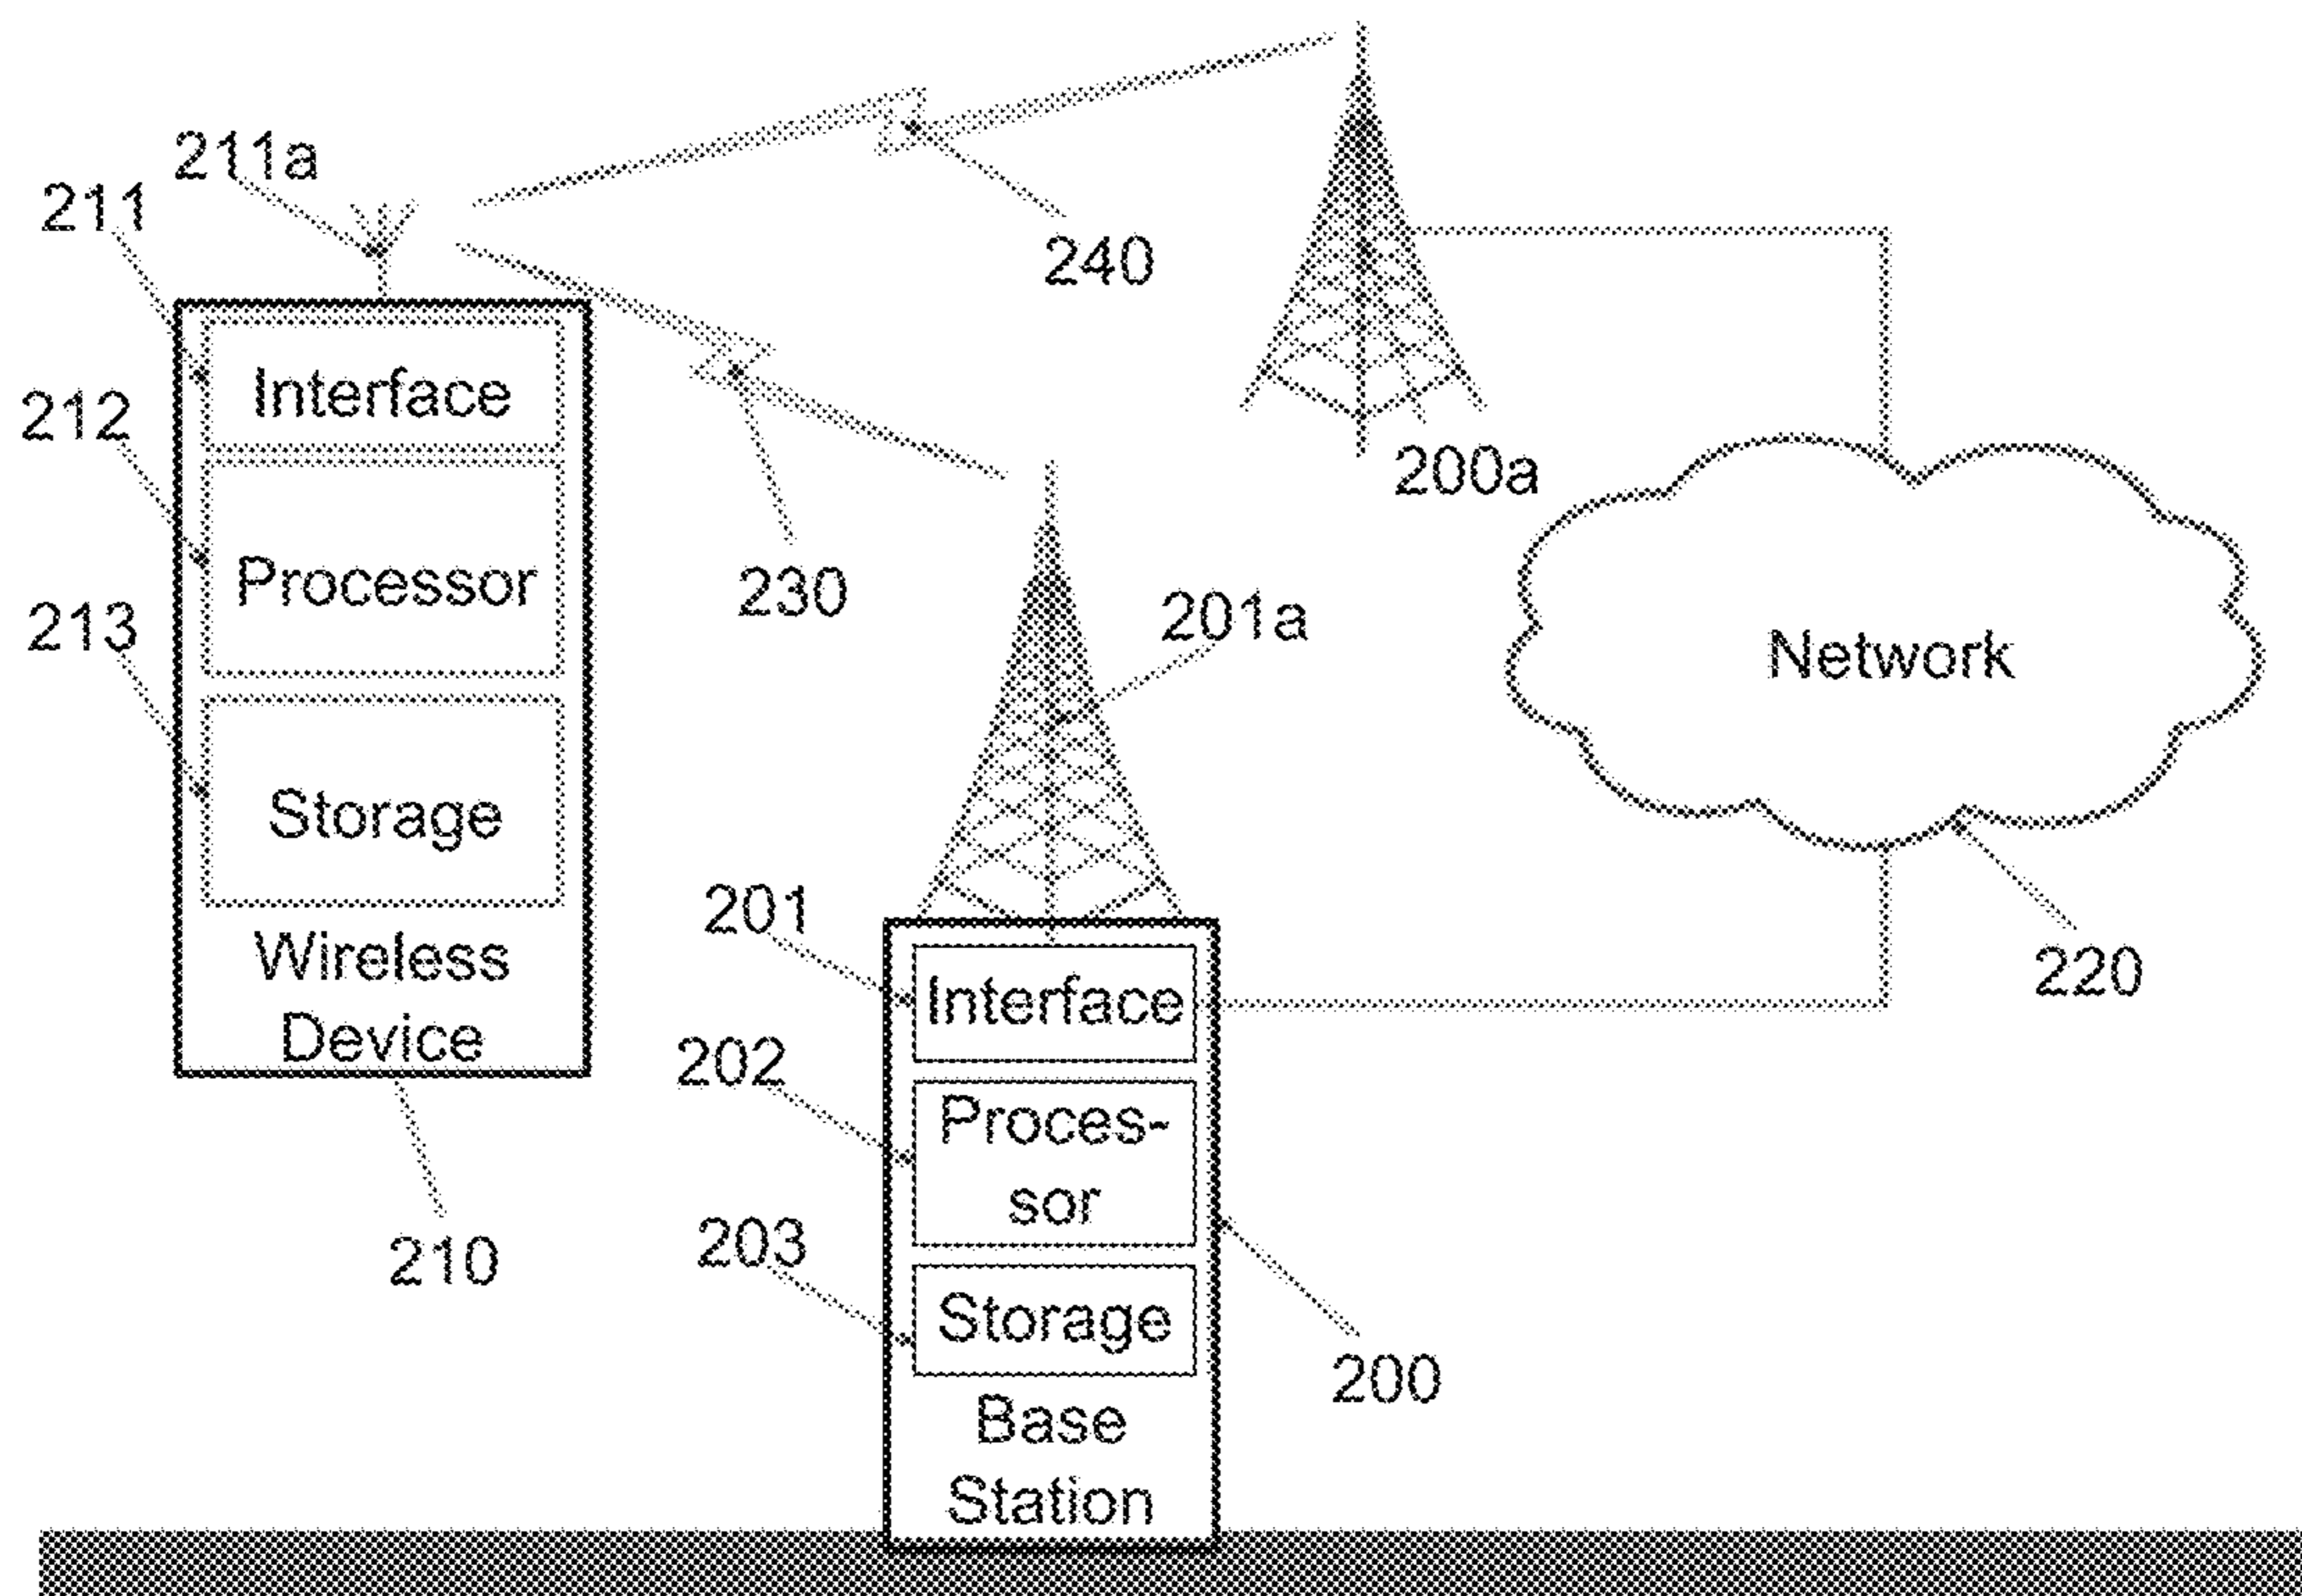 211a
211
240
Interface
212
200a
Processor
230
213
201a
Network
Storage
201
Wireless
Device
220
Interface
202
Proces-
sor
203
210
Storage
200
Base
Station